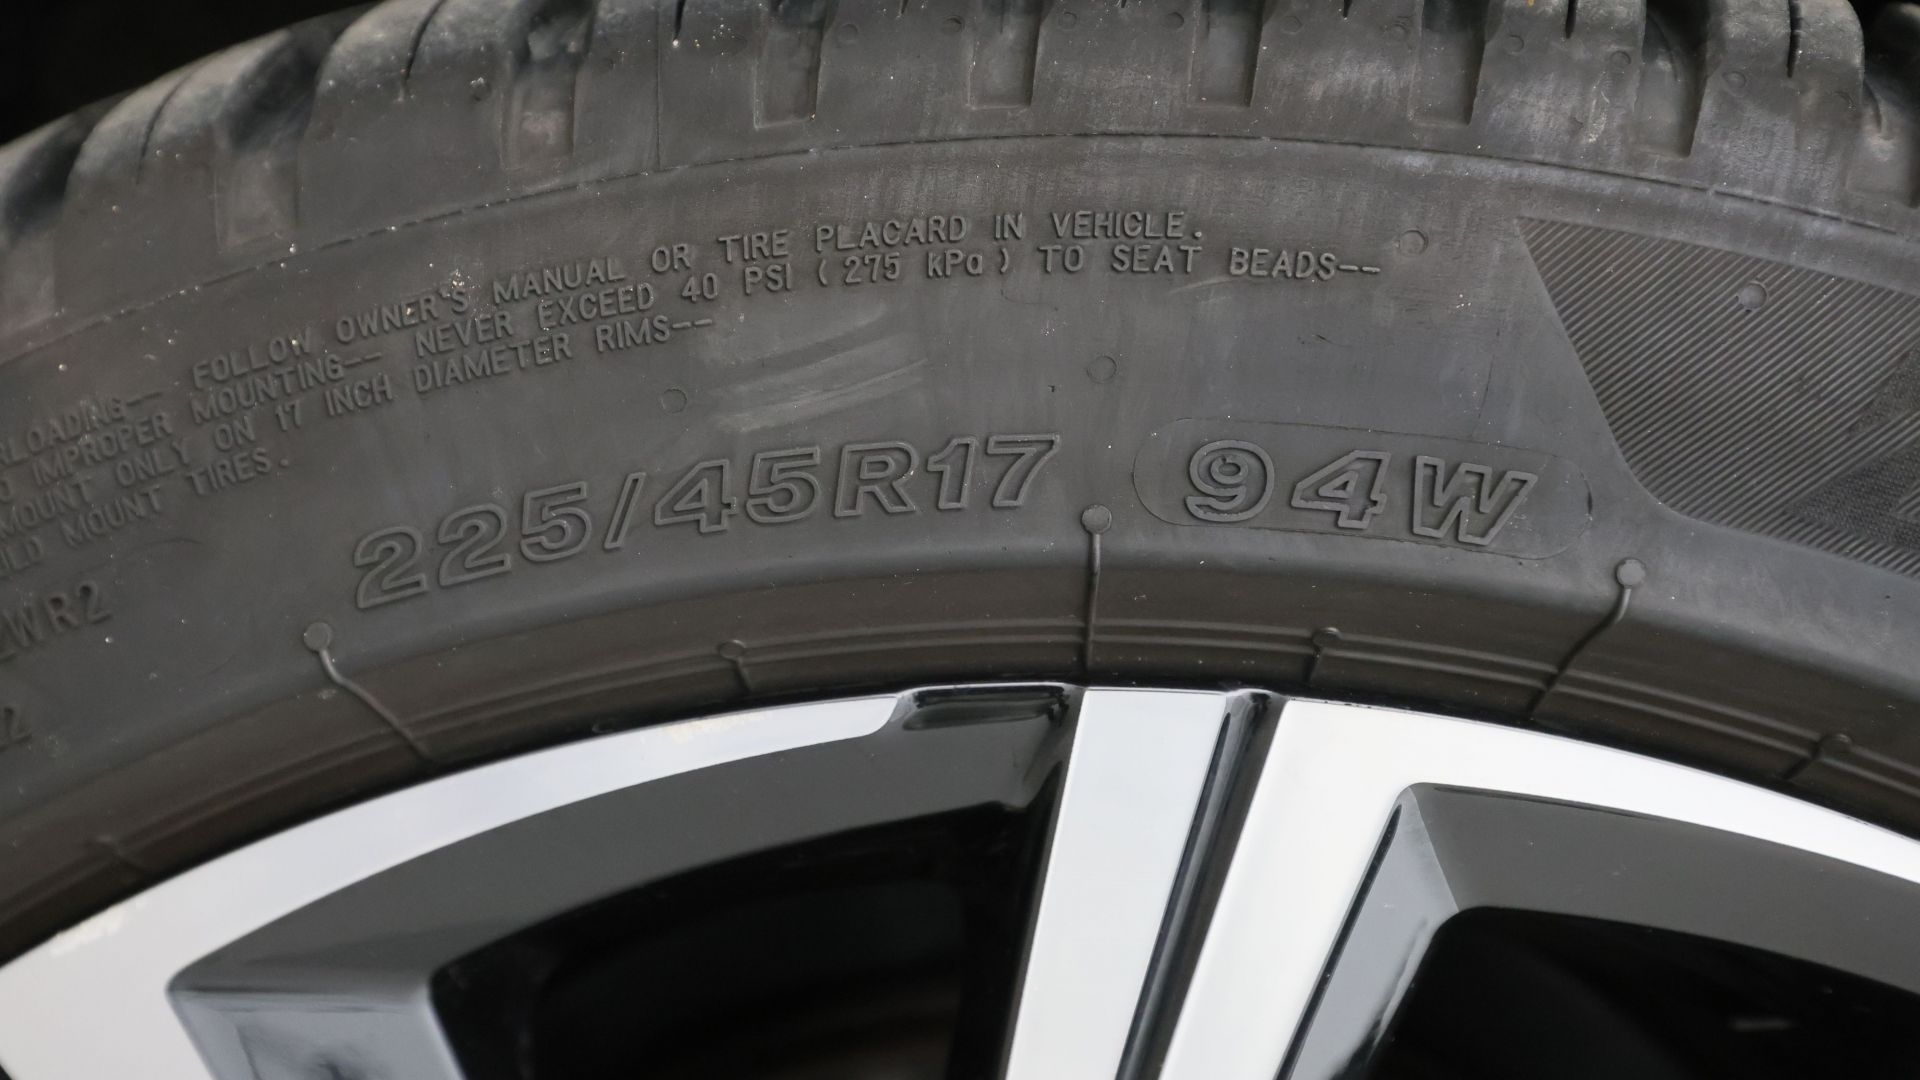 FOLLOW OWNER'S MANUAL OR TIRE PLACARD IN VEHICLE.
IMPROPER MOUNTING-- NEVER EXCEED 40 PSI (275 kPa) TO SEAT BEADS--
MOUNT ONLY ON 17 INCH DIAMETER RIMS--
MOUNT TIRES.
225/45R17 94W
WR2